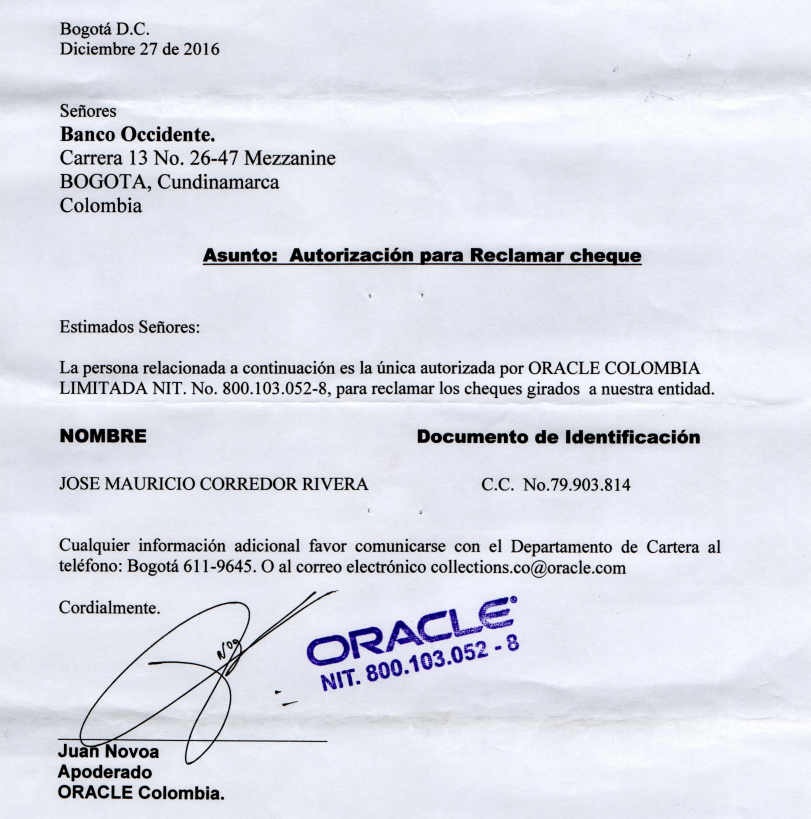 Bogotá D.C.
Diciembre 27 de 2016
Señores
Banco Occidente.
Carrera 13 No. 26-47 Mezzanine
BOGOTA, Cundinamarca
Colombia
Asunto: Autorización para Reclamar cheque
Estimados Señores:
La persona relacionada a continuación es la única autorizada por ORACLE COLOMBIA
LIMITADA NIT. No. 800.103.052-8, para reclamar los cheques girados a nuestra entidad.
NOMBRE Documento de Identificación
JOSE MAURICIO CORREDOR RIVERA C.C. No.79.903.814
Cualquier información adicional favor comunicarse con el Departamento de Cartera al
teléfono: Bogotá 611-9645. O al correo electrónico collections.co@oracle.com
Cordialmente.
ORACLE
NIT. 800.103.052 - 8
Juan Novoa
Apoderado
ORACLE Colombia.